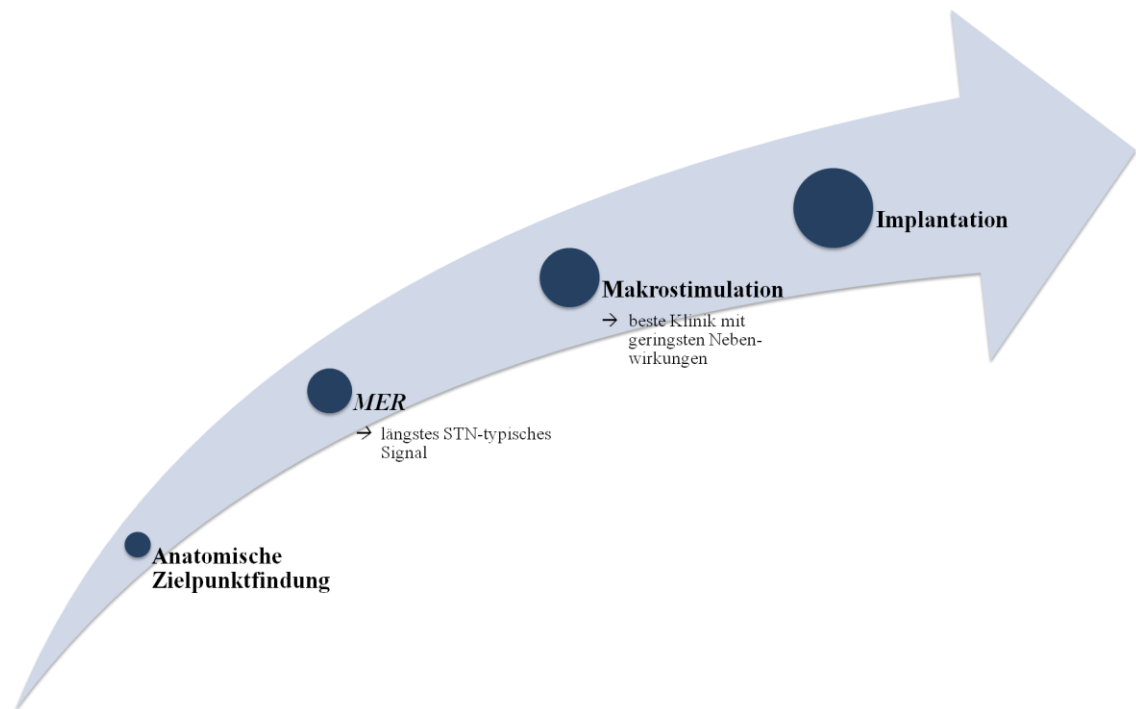 Implantation
Makrostimulation
→ beste Klinik mit
geringsten Neben-
wirkungen
MER
→ längstes STN-typisches
Signal
Anatomische
Zielpunktfindung